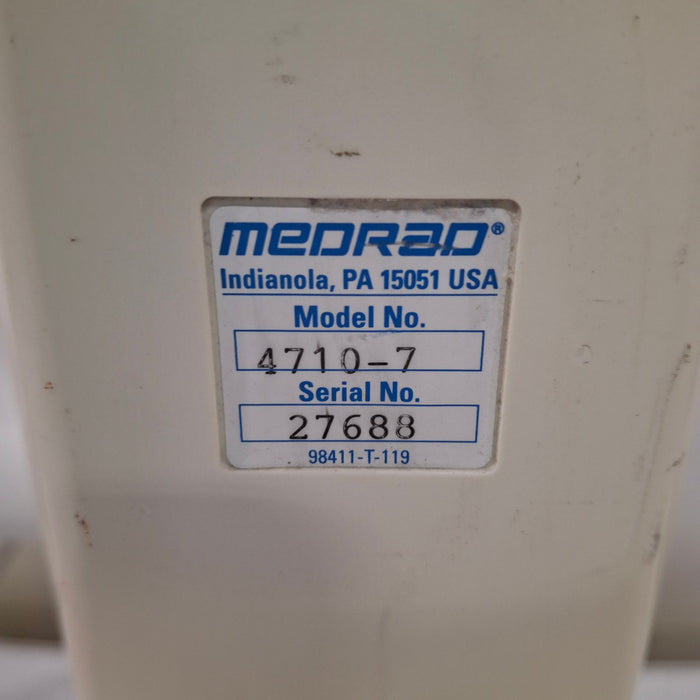 MEDRAD®
Indianola, PA 15051 USA
Model No.
4710-7
Serial No.
27688
98411-T-119